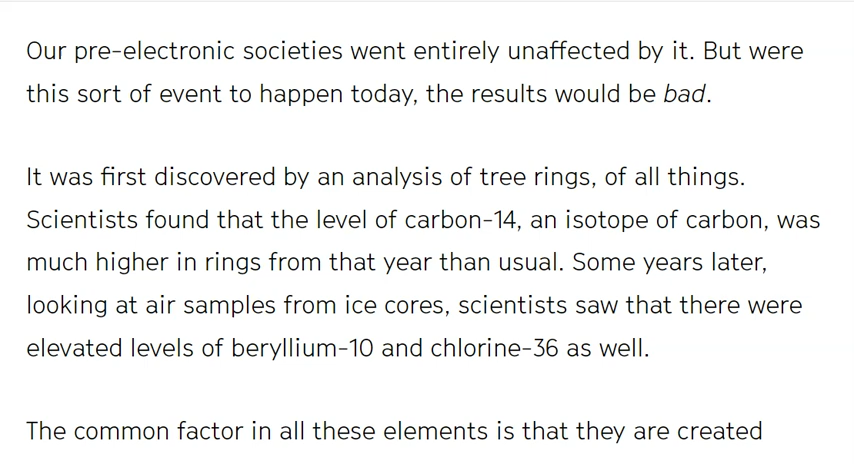 Our pre-electronic societies went entirely unaffected by it. But were
this sort of event to happen today, the results would be bad.
It was first discovered by an analysis of tree rings, of all things.
Scientists found that the level of carbon-14, an isotope of carbon, was
much higher in rings from that year than usual. Some years later,
looking at air samples from ice cores, scientists saw that there were
elevated levels of beryllium-10 and chlorine-36 as well.
The common factor in all these elements is that they are created